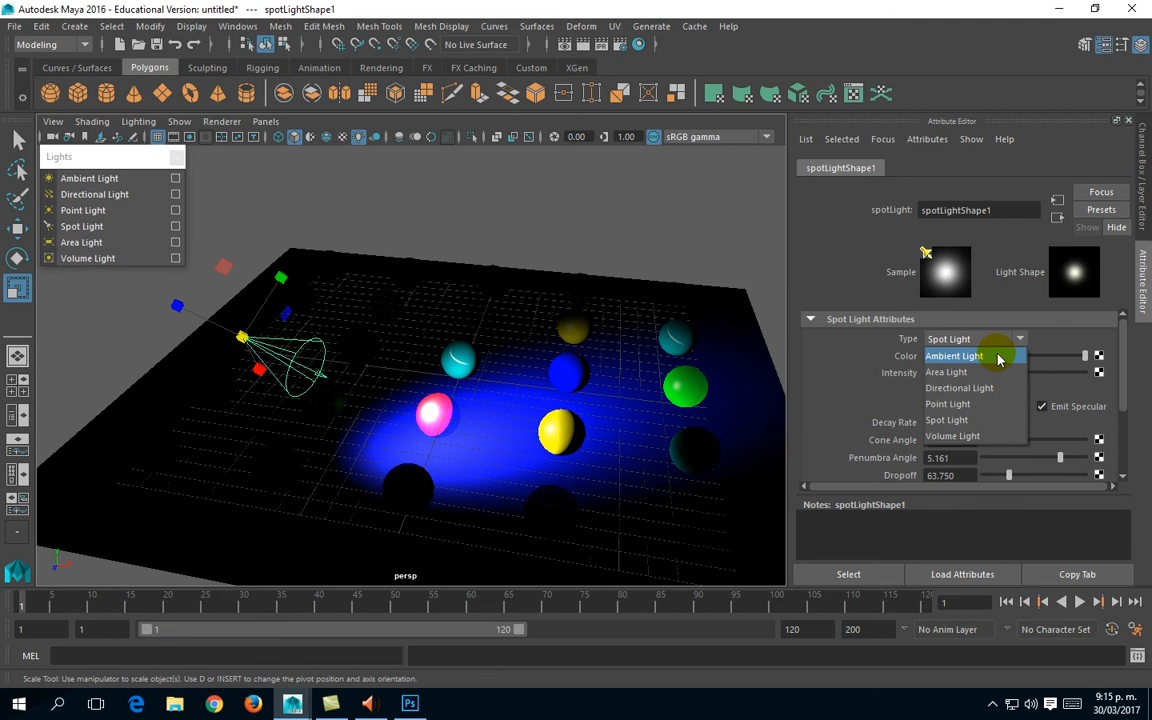 Autodesk Maya 2016 - Educational Version: untitled*   ---   spotLightShape1
File Edit Create Select Modify Display Windows Mesh Edit Mesh Mesh Tools Mesh Display Curves Surfaces Deform UV Generate Cache Help
Modeling No Live Surface
Curves / Surfaces Polygons Sculpting Rigging Animation Rendering FX FX Caching Custom XGen
View Shading Lighting Show Renderer Panels
0.00 1.00 sRGB gamma
Lights
Ambient Light
Directional Light
Point Light
Spot Light
Area Light
Volume Light
persp
Attribute Editor
List Selected Focus Attributes Show Help
spotLightShape1
spotLight: spotLightShape1
Focus
Presets
Show Hide
Sample Light Shape
Spot Light Attributes
Type Spot Light
Color
Intensity
Ambient Light
Area Light
Directional Light
Point Light
Spot Light
Volume Light
Emit Specular
Decay Rate
Cone Angle
Penumbra Angle 5.161
Dropoff 63.750
Notes: spotLightShape1
Select Load Attributes Copy Tab
Channel Box / Layer Editor
Attribute Editor
1 5 10 15 20 25 30 35 40 45 50 55 60 65 70 75 80 85 90 95 100 105 110 115 12
1
1 1 1 120 120 200 No Anim Layer No Character Set
MEL
Scale Tool: Use manipulator to scale object(s). Use D or INSERT to change the pivot position and axis orientation.
Ps
9:15 p. m.
30/03/2017